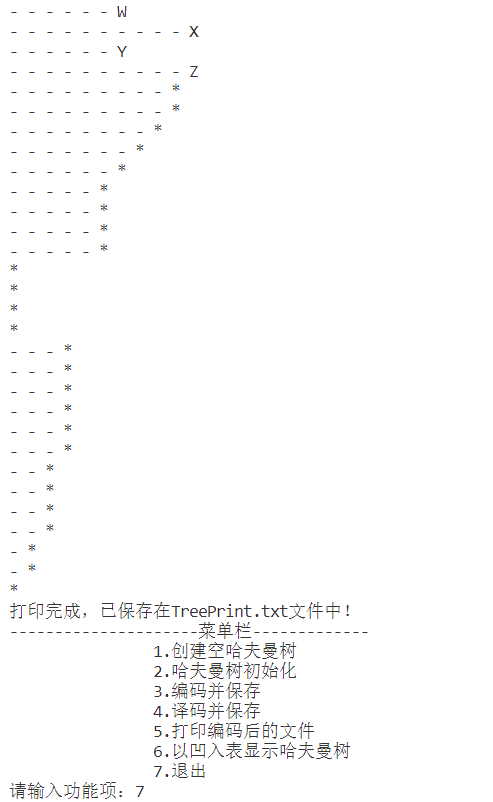 - - - - - - W
- - - - - - - - - - X
- - - - - - Y
- - - - - - - - - - Z
- - - - - - - - - *
- - - - - - - - - *
- - - - - - - - *
- - - - - - - *
- - - - - - *
- - - - - *
- - - - - *
- - - - - *
- - - - - *
*
*
*
*
- - - *
- - - *
- - - *
- - - *
- - - *
- - - *
- - *
- - *
- - *
- - *
- *
- *
*
打印完成，已保存在TreePrint.txt文件中！
---------------------菜单栏-------------
1.创建空哈夫曼树
2.哈夫曼树初始化
3.编码并保存
4.译码并保存
5.打印编码后的文件
6.以凹入表显示哈夫曼树
7.退出
请输入功能项：7